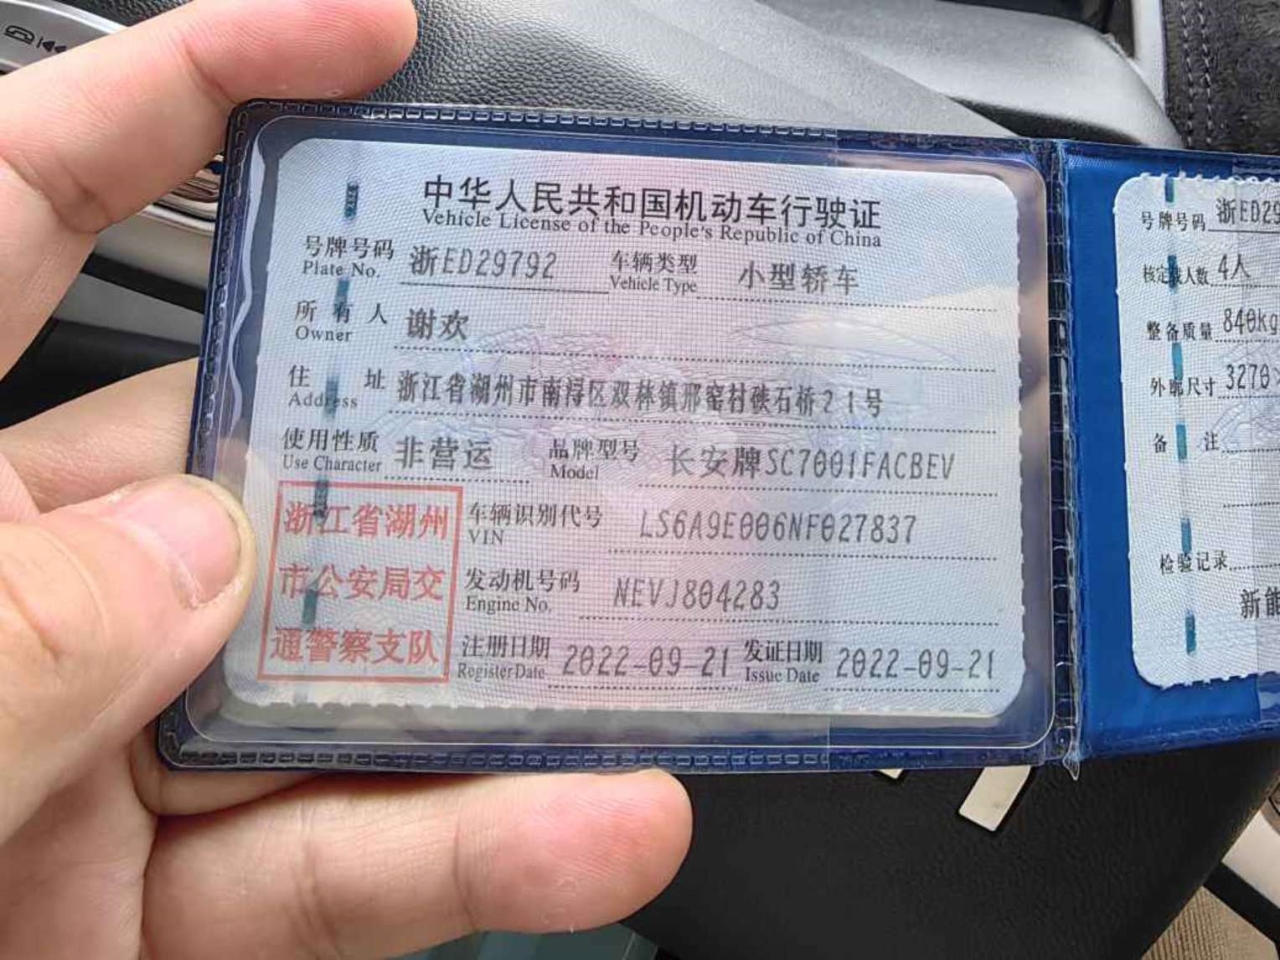 中华人民共和国机动车行驶证
Vehicle License of the People's Republic of China
号牌号码 浙ED29792 车辆类型 小型轿车
Plate No. Vehicle Type
所有人 谢欢
Owner
住址 浙江省湖州市南浔区双林镇邢窑村硖石桥21号
Address
使用性质 非营运 品牌型号 长安牌SC7001FACBEV
Use Character Model
浙江省湖州
市公安局交
通警察支队
车辆识别代号 LS6A9E006NF027837
VIN
发动机号码 NEVJ804283
Engine No.
注册日期 2022-09-21 发证日期 2022-09-21
Register Date Issue Date
号牌号码 浙ED29
核定载人数 4人
整备质量 840kg
外廓尺寸 3270
备注
检验记录
新能